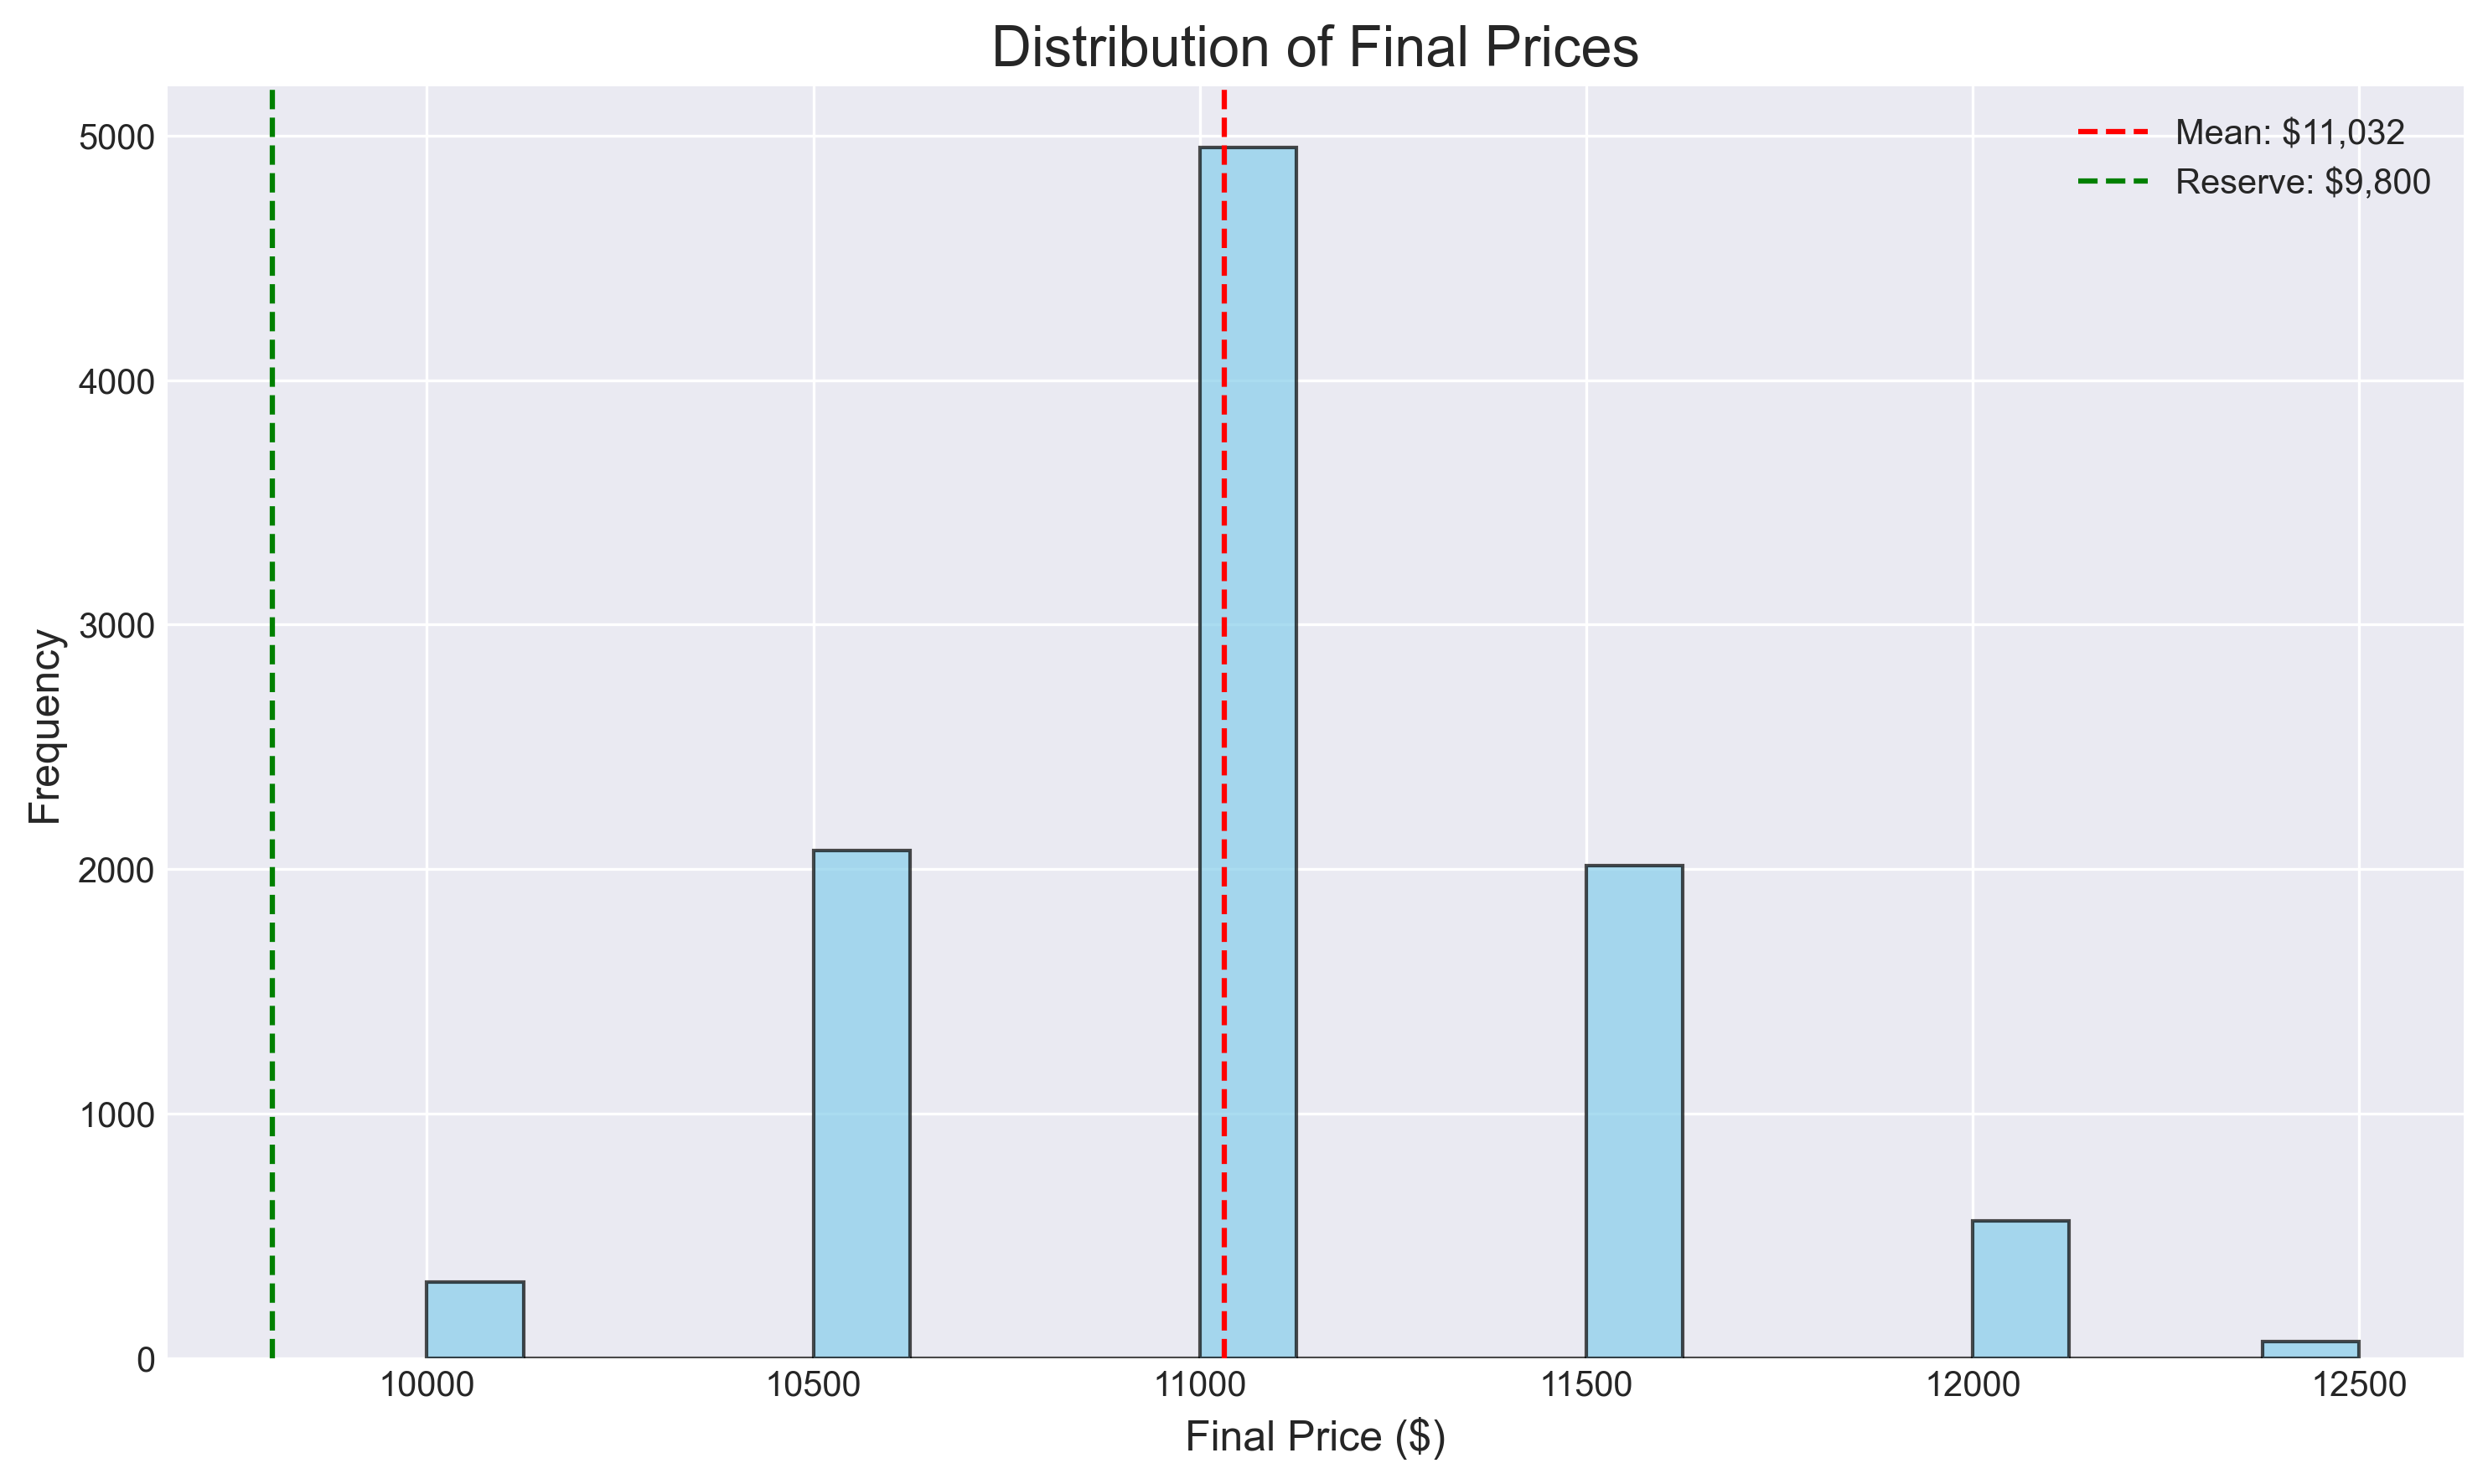 Distribution of Final Prices
Mean: $11,032
Reserve: $9,800
Frequency
5000
4000
3000
2000
1000
0
10000 10500 11000 11500 12000 12500
Final Price ($)